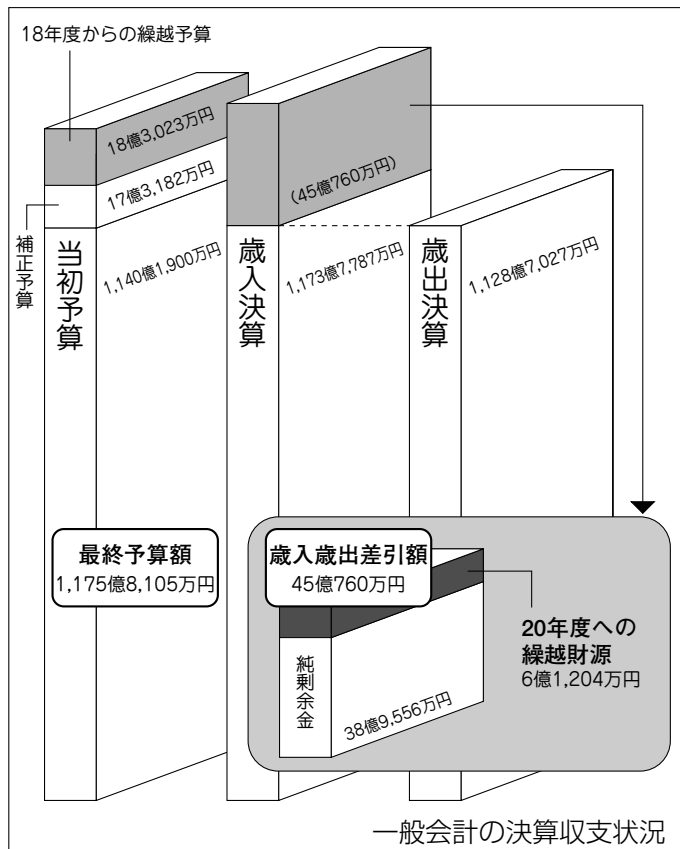 18年度からの繰越予算
18億3,023万円
17億3,182万円
補正予算
当初予算
1,140億1,900万円
(45億760万円)
歳入決算
1,173億7,787万円
歳出決算
1,128億7,027万円
最終予算額
1,175億8,105万円
歳入歳出差引額
45億760万円
純剰余金
38億9,556万円
20年度への
繰越財源
6億1,204万円
一般会計の決算収支状況